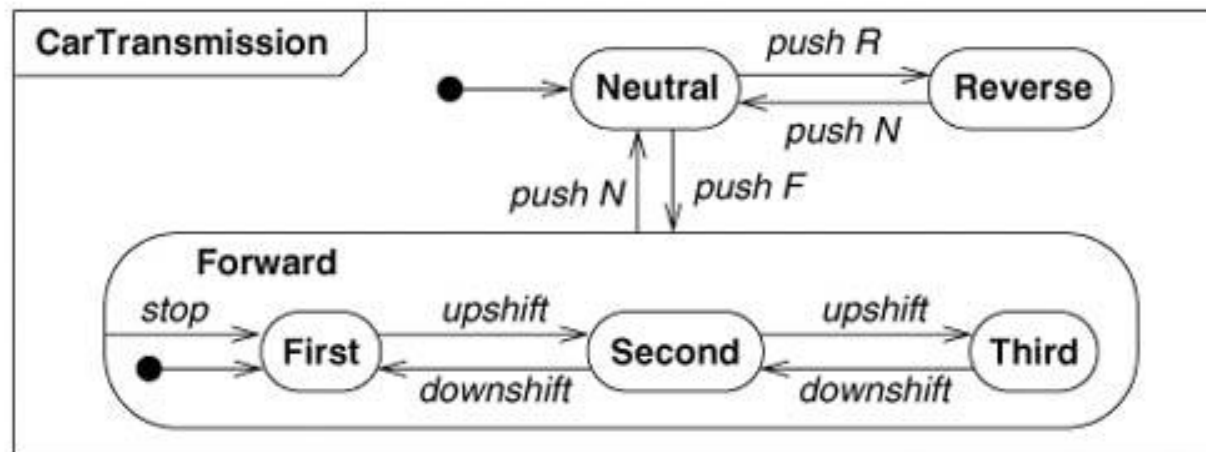 CarTransmission
push R
Neutral
Reverse
push N
push N
push F
Forward
stop
upshift
upshift
First
Second
Third
downshift
downshift